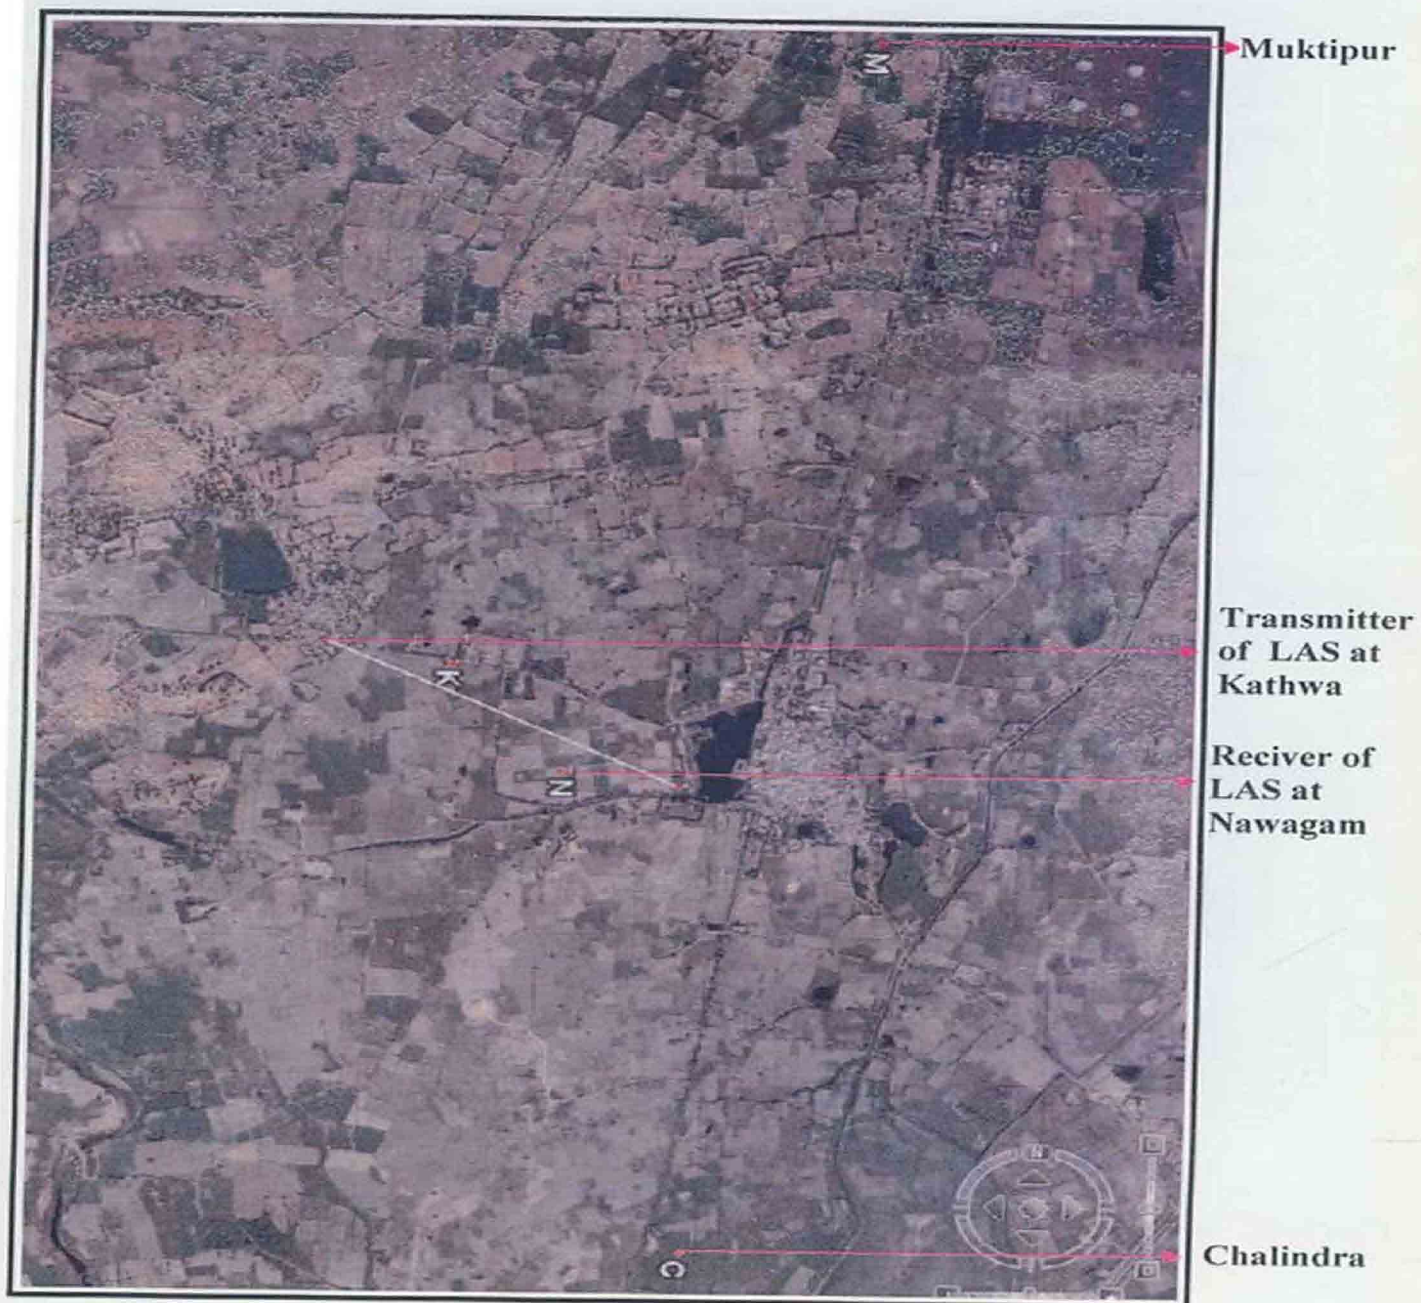 Muktipur
M
Transmitter
of LAS at
Kathwa
K
Reciver of
LAS at
Nawagam
N
N
Chalindra
C